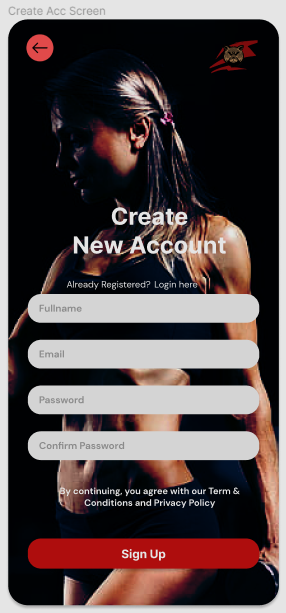 Create Acc Screen
Create
New Account
Already Registered? Login here
Fullname
Email
Password
Confirm Password
By continuing, you agree with our Term &
Conditions and Privacy Policy
Sign Up